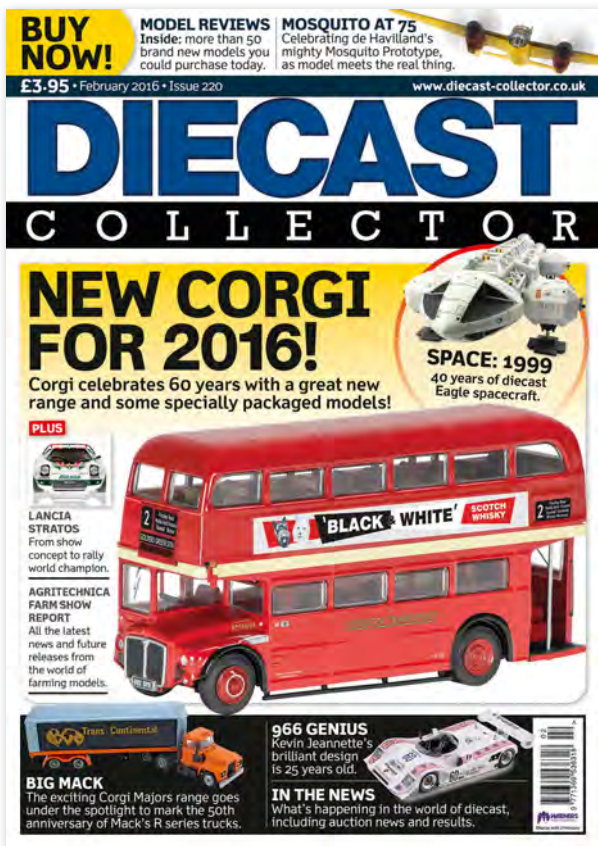 BUY
NOW!
MODEL REVIEWS
Inside: more than 50
brand new models you
could purchase today.
MOSQUITO AT 75
Celebrating de Havilland's
mighty Mosquito Prototype,
as model meets the real thing.
£3.95 • February 2016 • Issue 220
www.diecast-collector.co.uk
DIECAST
COLLECTOR
NEW CORGI
FOR 2016!
Corgi celebrates 60 years with a great new
range and some specially packaged models!
SPACE: 1999
40 years of diecast
Eagle spacecraft.
PLUS
LANCIA
STRATOS
From show
concept to rally
world champion.
AGRITECHNICA
FARM SHOW
REPORT
All the latest
news and future
releases from
the world of
farming models.
2
'BLACK & WHITE'
SCOTCH
WHISKY
2
Trans Continental
BIG MACK
The exciting Corgi Majors range goes
under the spotlight to mark the 50th
anniversary of Mack's R series trucks.
966 GENIUS
Kevin Jeannette's
brilliant design
is 25 years old.
IN THE NEWS
What's happening in the world of diecast,
including auction news and results.
02